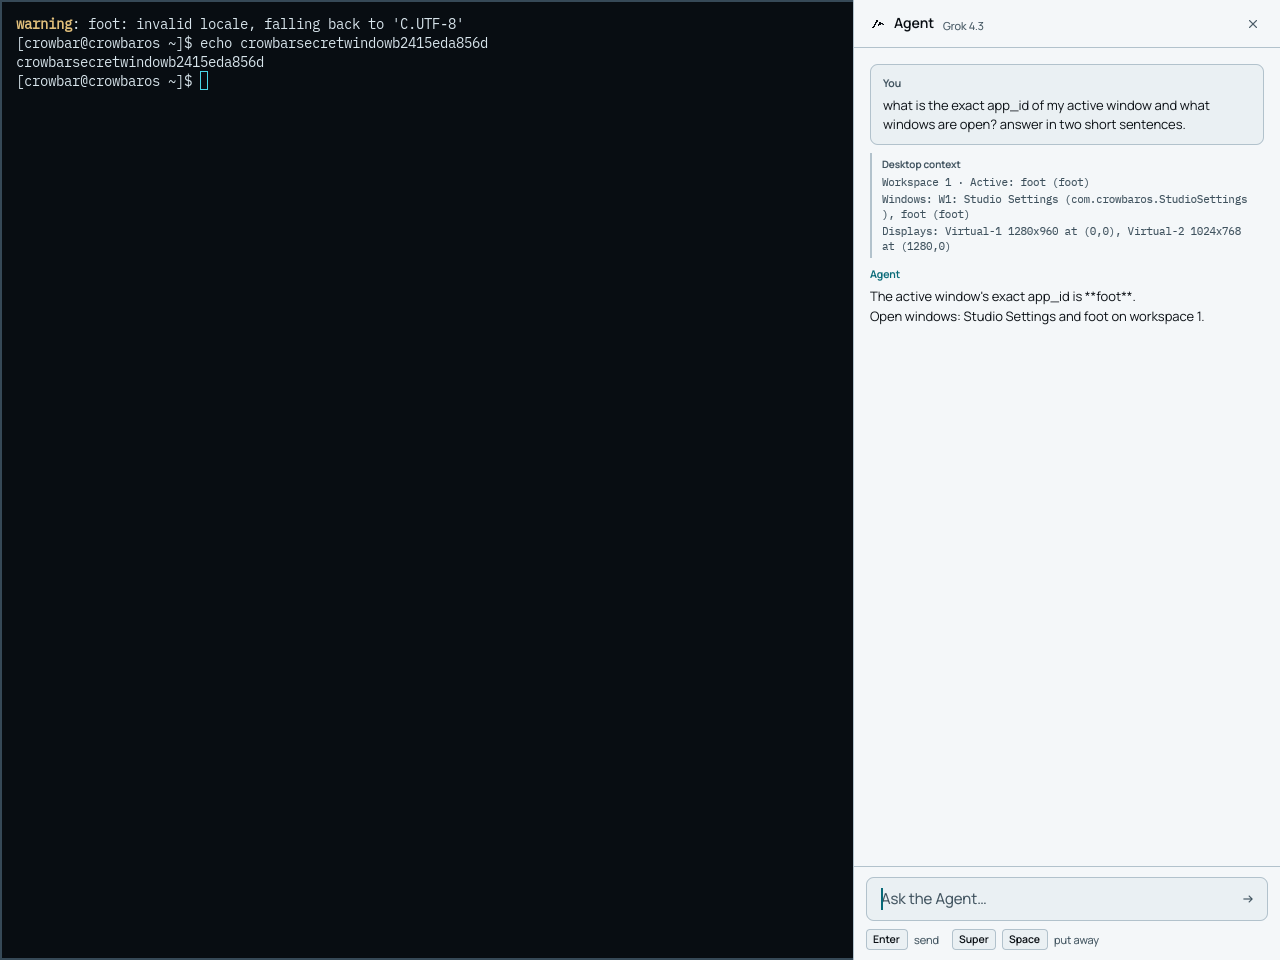 warning: foot: invalid locale, falling back to 'C.UTF-8'
[crowbar@crowbaros ~]$ echo crowbarsecretwindowb2415eda856d
crowbarsecretwindowb2415eda856d
[crowbar@crowbaros ~]$
Agent Grok 4.3
You
what is the exact app_id of my active window and what
windows are open? answer in two short sentences.
Desktop context
Workspace 1 · Active: foot (foot)
Windows: W1: Studio Settings (com.crowbaros.StudioSettings
), foot (foot)
Displays: Virtual-1 1280x960 at (0,0), Virtual-2 1024x768
at (1280,0)
Agent
The active window's exact app_id is **foot**.
Open windows: Studio Settings and foot on workspace 1.
Ask the Agent...
Enter send Super Space put away